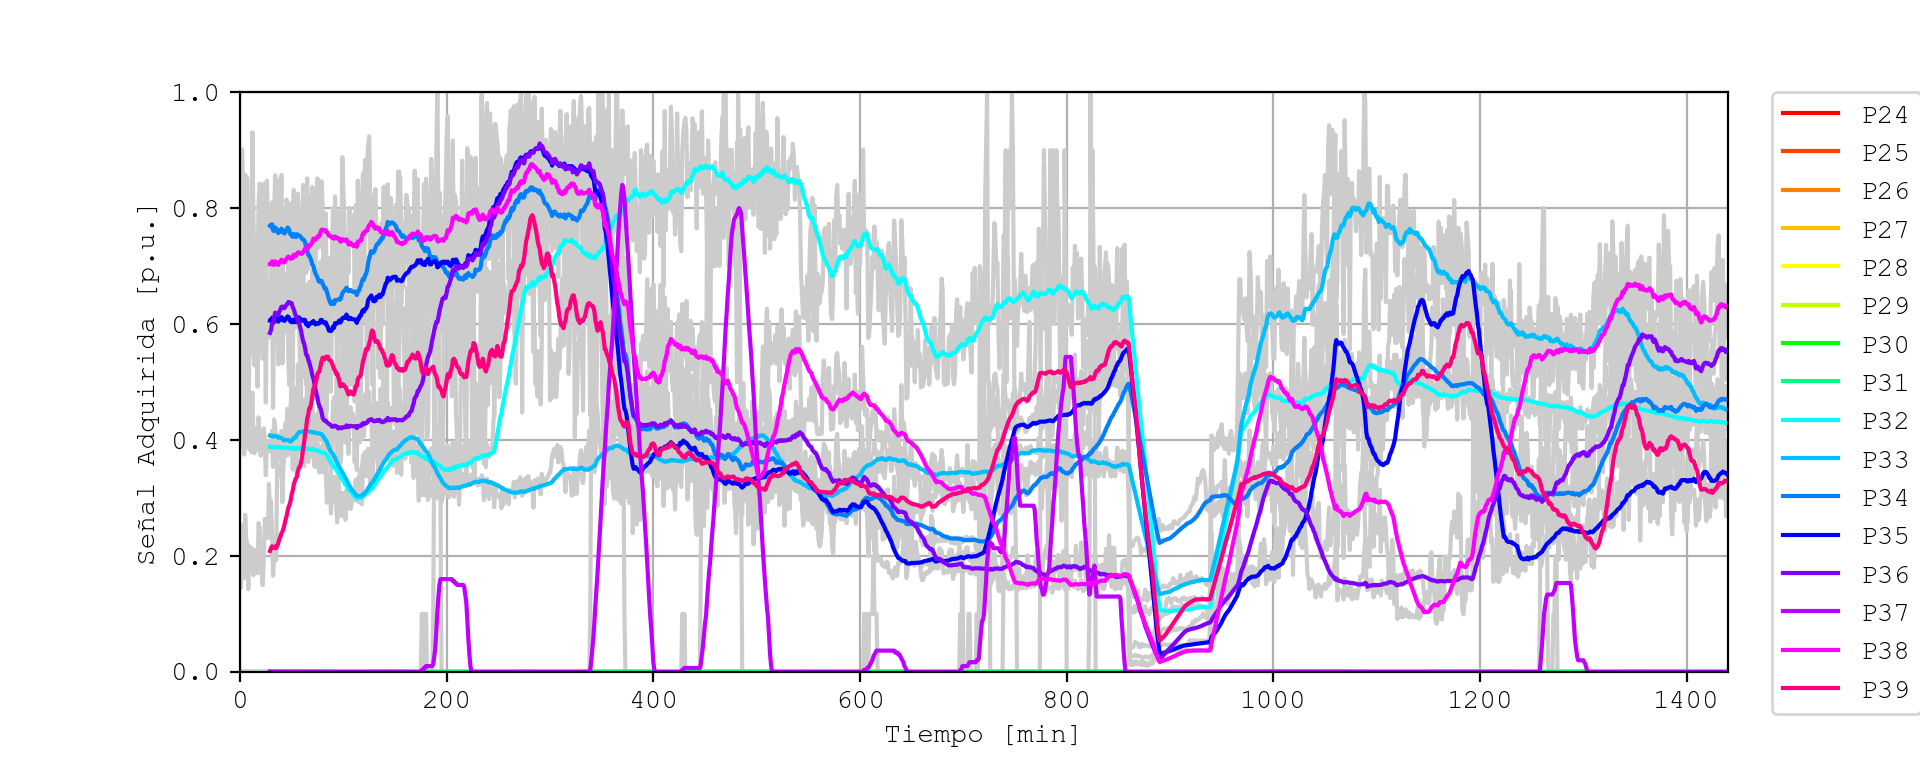 Señal Adquirida [p.u.]
1.0
0.8
0.6
0.4
0.2
0.0
0 200 400 600 800 1000 1200 1400
Tiempo [min]
P24
P25
P26
P27
P28
P29
P30
P31
P32
P33
P34
P35
P36
P37
P38
P39